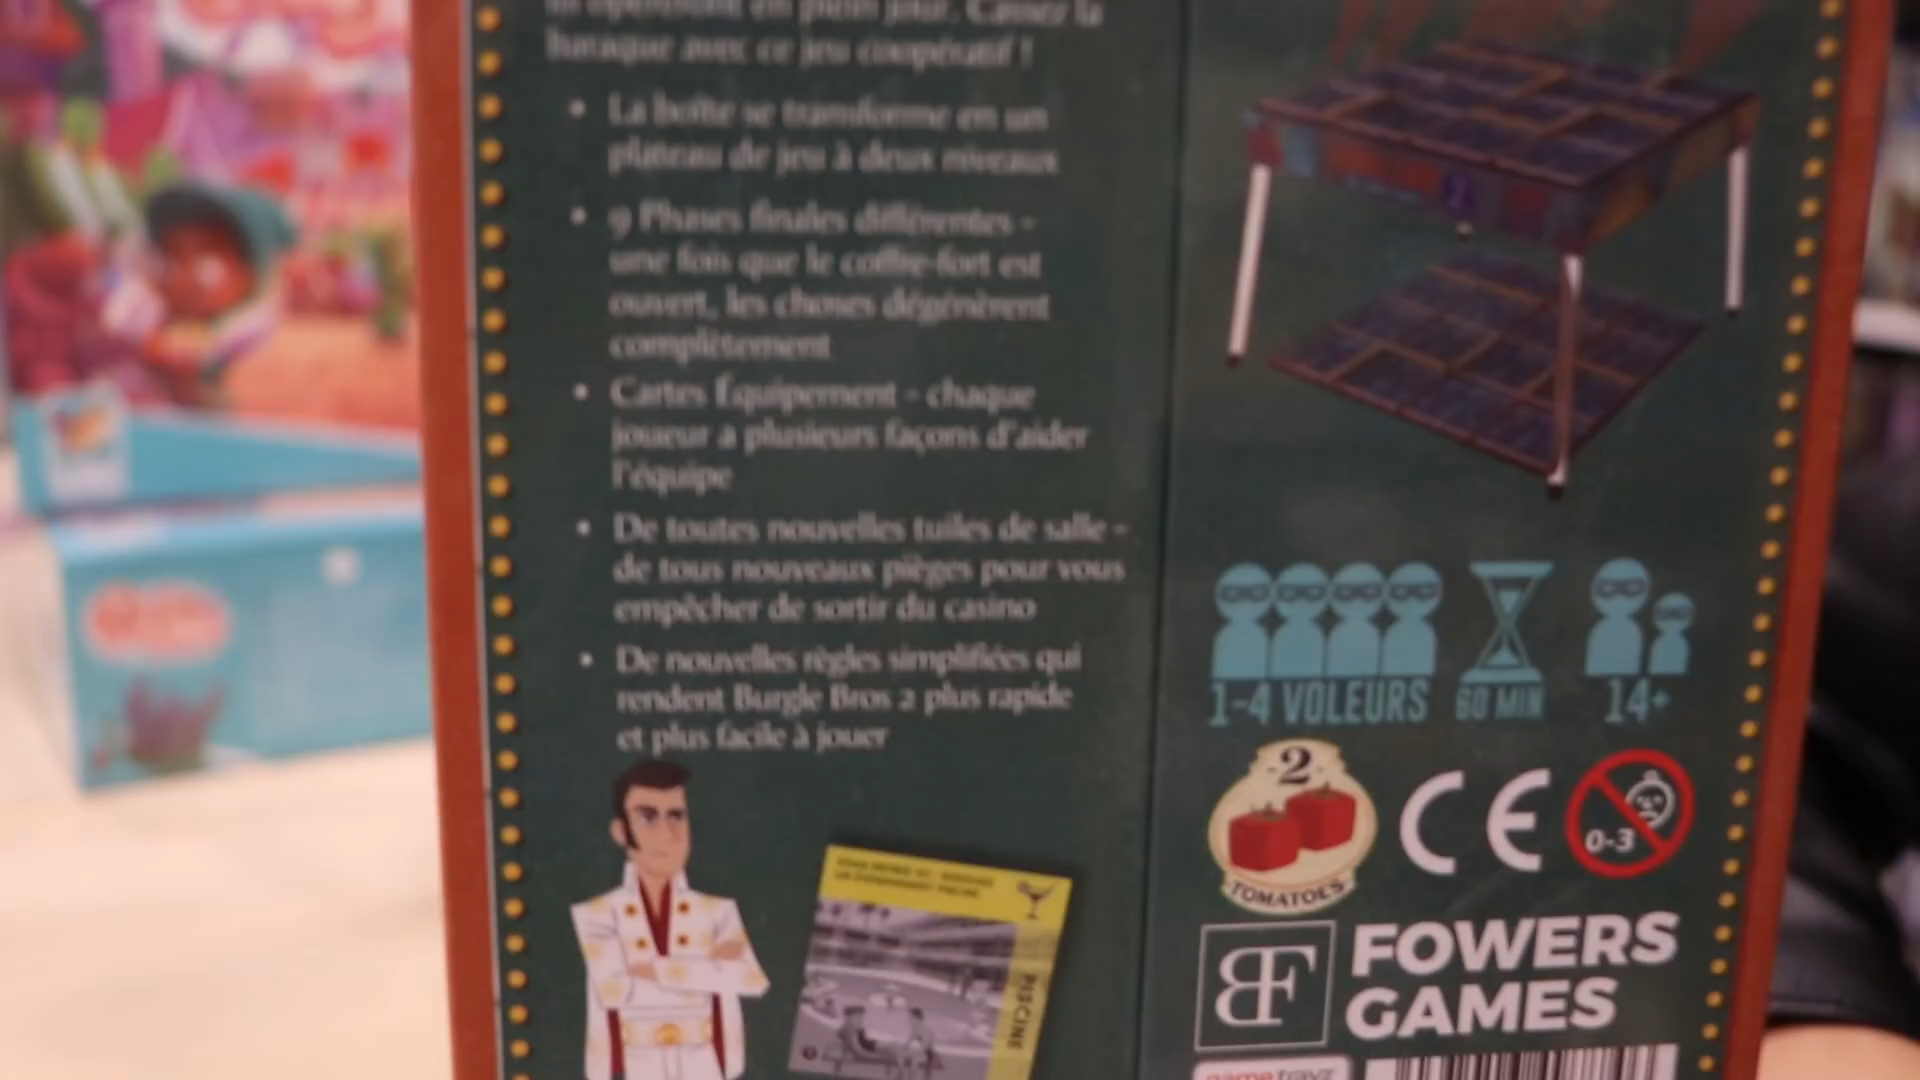 ils opéreront en plein jour. Cassez la
baraque avec ce jeu coopératif !
• La boîte se transforme en un
plateau de jeu à deux niveaux
• 9 Phases finales différentes –
une fois que le coffre-fort est
ouvert, les choses dégénèrent
complètement
• Cartes Équipement – chaque
joueur a plusieurs façons d'aider
l'équipe
• De toutes nouvelles tuiles de salle –
de tous nouveaux pièges pour vous
empêcher de sortir du casino
• De nouvelles règles simplifiées qui
rendent Burgle Bros 2 plus rapide
et plus facile à jouer
PISCINE
1-4 VOLEURS
60 MIN
14+
2
TOMATOES
CE
0-3
BF
FOWERS
GAMES
gametrayz